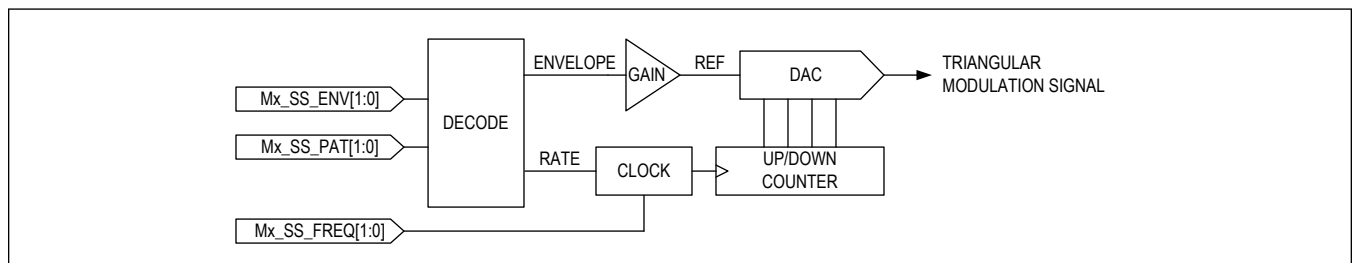 ENVELOPE
GAIN
REF
DAC
TRIANGULAR
MODULATION SIGNAL
Mx_SS_ENV[1:0]
DECODE
Mx_SS_PAT[1:0]
RATE
CLOCK
UP/DOWN
COUNTER
Mx_SS_FREQ[1:0]